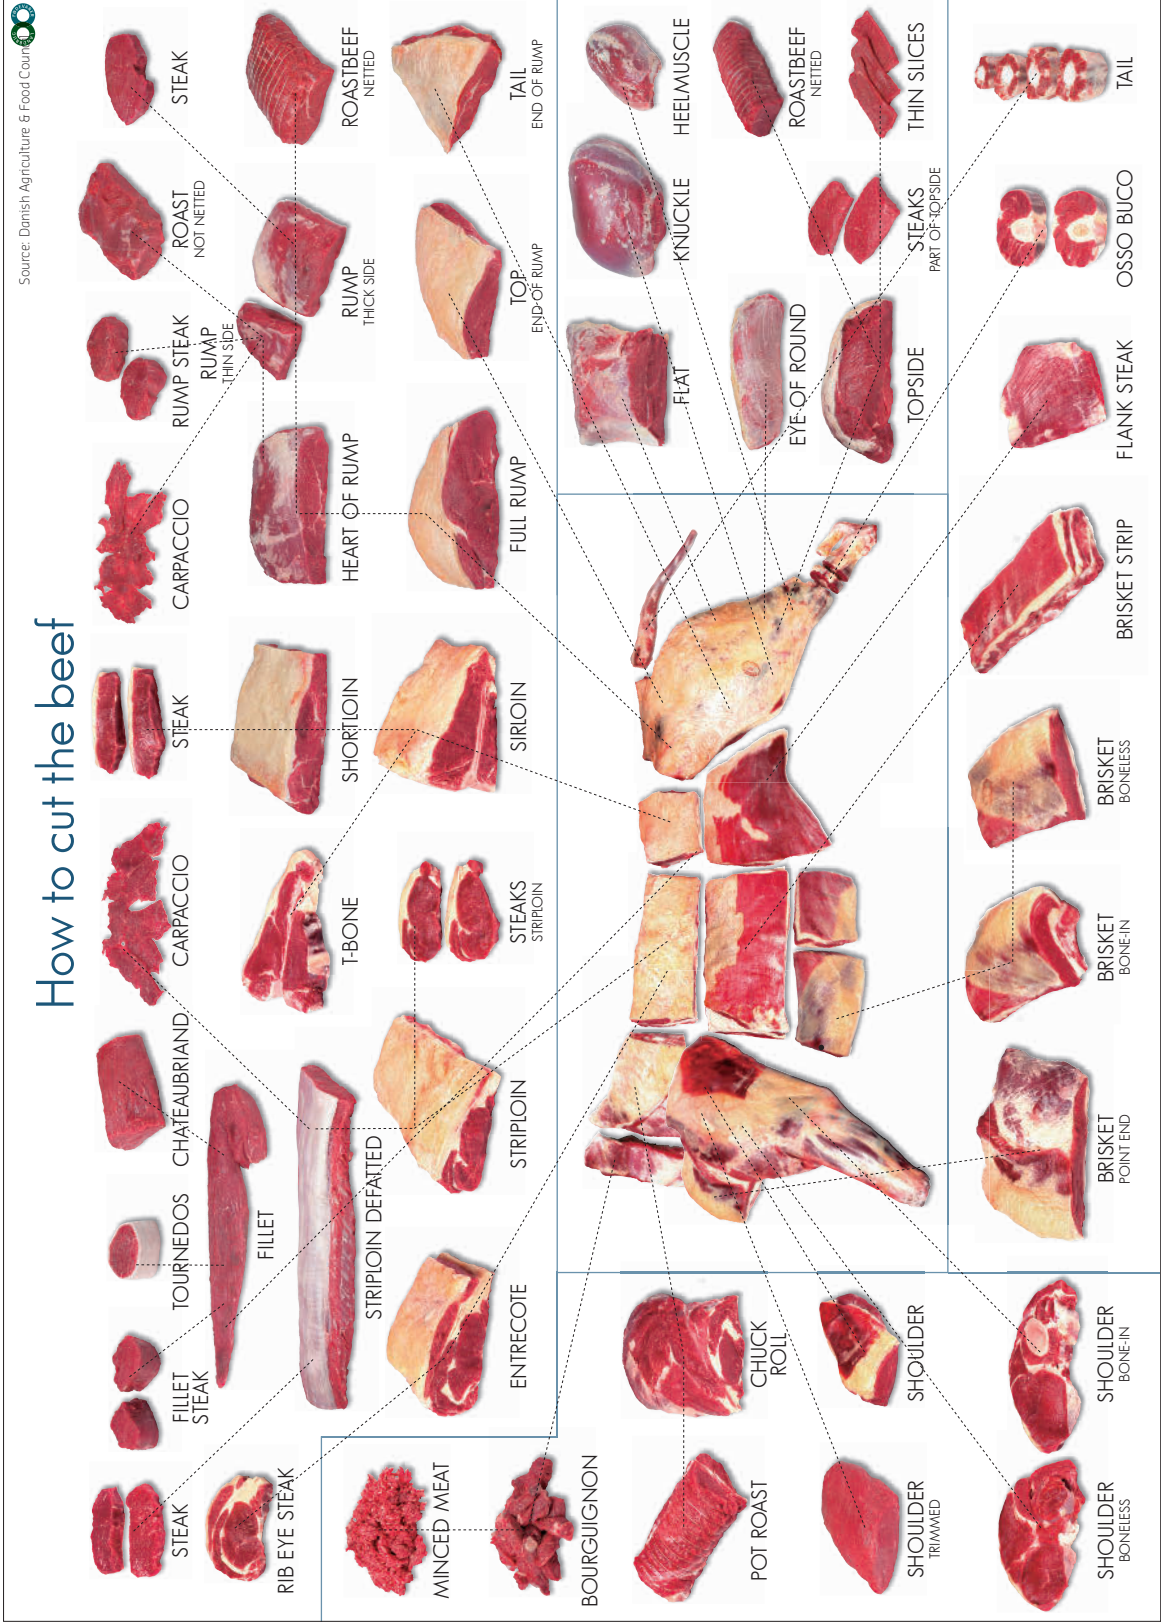 Source: Danish Agriculture & Food Coun
How to cut the beef
STEAK
FILLET
STEAK
TOURNEDOS
CHATEAUBRIAND
CARPACCIO
STEAK
CARPACCIO
RUMP STEAK
ROAST
NOT NETTED
STEAK
RUMP
THIN SIDE
RIB EYE STEAK
FILLET
STRIPLOIN DEFATTED
T-BONE
SHORTLOIN
HEART OF RUMP
RUMP
THICK SIDE
ROASTBEEF
NETTED
MINCED MEAT
ENTRECOTE
STRIPLOIN
STEAKS
STRIPLOIN
SIRLOIN
FULL RUMP
TOP
END OF RUMP
TAIL
END OF RUMP
BOURGUIGNON
FLAT
KNUCKLE
HEELMUSCLE
POT ROAST
CHUCK
ROLL
EYE OF ROUND
ROASTBEEF
NETTED
SHOULDER
TRIMMED
SHOULDER
TOPSIDE
STEAKS
PART OF TOPSIDE
THIN SLICES
SHOULDER
BONELESS
SHOULDER
BONE-IN
BRISKET
POINT END
BRISKET
BONE-IN
BRISKET
BONELESS
BRISKET STRIP
FLANK STEAK
OSSO BUCO
TAIL